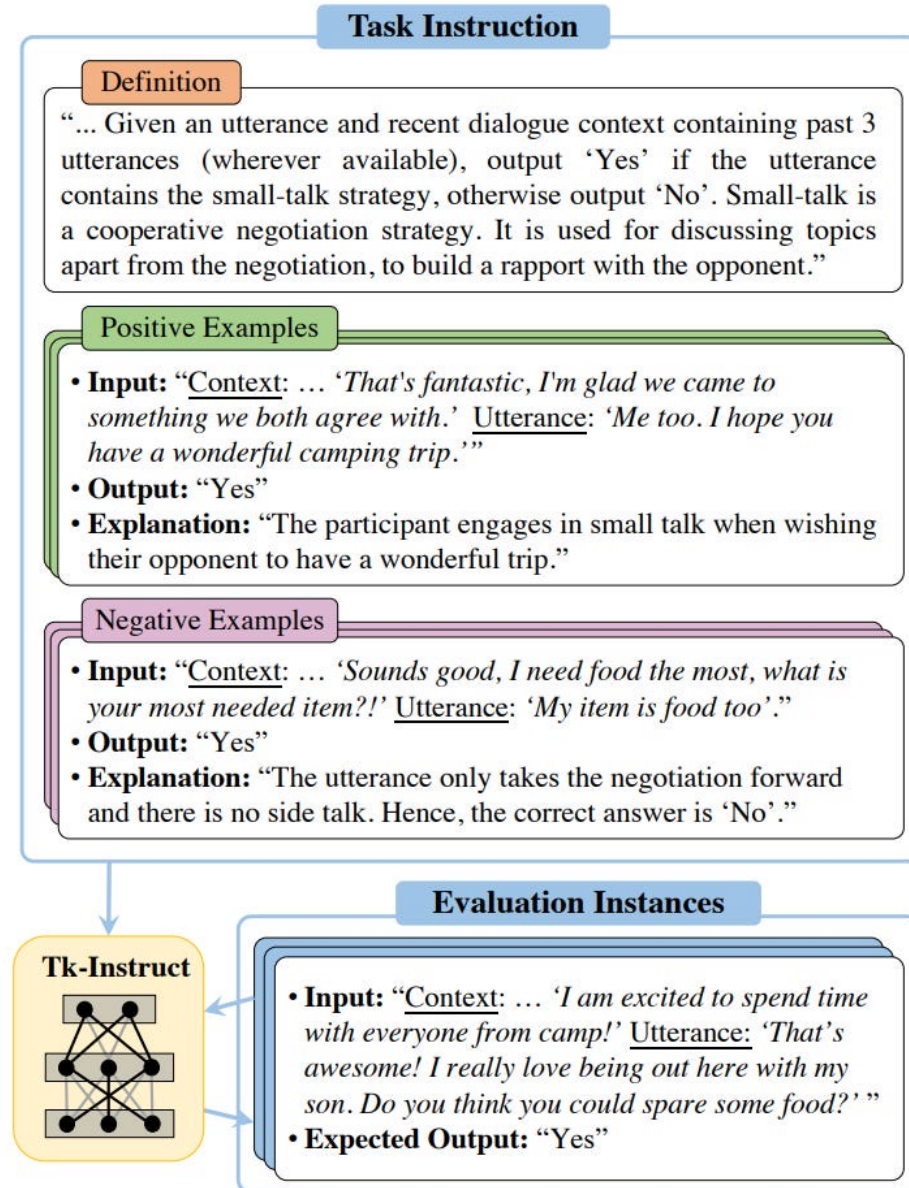 Task Instruction
Definition
“... Given an utterance and recent dialogue context containing past 3
utterances (wherever available), output ‘Yes’ if the utterance
contains the small-talk strategy, otherwise output ‘No’. Small-talk is
a cooperative negotiation strategy. It is used for discussing topics
apart from the negotiation, to build a rapport with the opponent.”
Positive Examples
• Input: “Context: … ‘That's fantastic, I'm glad we came to
something we both agree with.’ Utterance: ‘Me too. I hope you
have a wonderful camping trip.’”
• Output: “Yes”
• Explanation: “The participant engages in small talk when wishing
their opponent to have a wonderful trip.”
Negative Examples
• Input: “Context: … ‘Sounds good, I need food the most, what is
your most needed item?!’ Utterance: ‘My item is food too’.”
• Output: “Yes”
• Explanation: “The utterance only takes the negotiation forward
and there is no side talk. Hence, the correct answer is ‘No’.”
Tk-Instruct
Evaluation Instances
• Input: “Context: … ‘I am excited to spend time
with everyone from camp!’ Utterance: ‘That’s
awesome! I really love being out here with my
son. Do you think you could spare some food?’ ”
• Expected Output: “Yes”